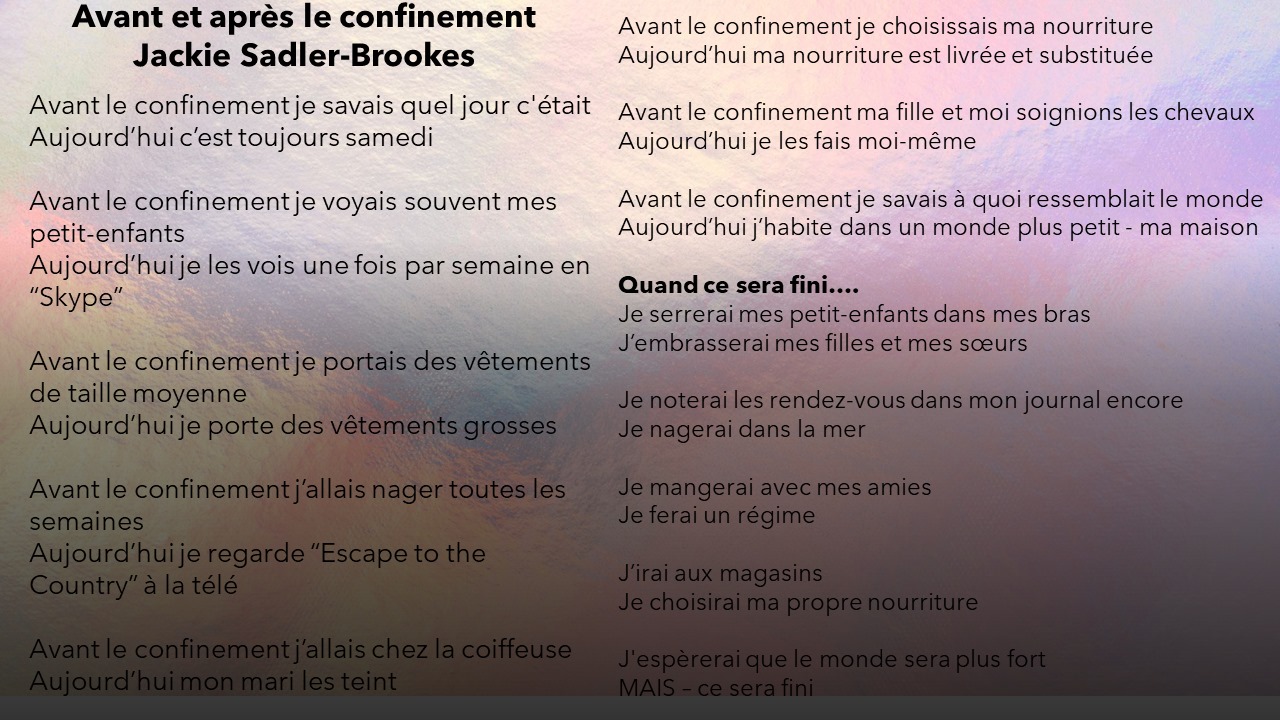 Avant et après le confinement
Jackie Sadler-Brookes
Avant le confinement je savais quel jour c'était
Aujourd’hui c’est toujours samedi
Avant le confinement je voyais souvent mes
petit-enfants
Aujourd’hui je les vois une fois par semaine en
“Skype”
Avant le confinement je portais des vêtements
de taille moyenne
Aujourd’hui je porte des vêtements grosses
Avant le confinement j’allais nager toutes les
semaines
Aujourd’hui je regarde “Escape to the
Country” à la télé
Avant le confinement j’allais chez la coiffeuse
Aujourd’hui mon mari les teint
Avant le confinement je choisissais ma nourriture
Aujourd’hui ma nourriture est livrée et substituée
Avant le confinement ma fille et moi soignions les chevaux
Aujourd’hui je les fais moi-même
Avant le confinement je savais à quoi ressemblait le monde
Aujourd’hui j’habite dans un monde plus petit - ma maison
Quand ce sera fini....
Je serrerai mes petit-enfants dans mes bras
J’embrasserai mes filles et mes sœurs
Je noterai les rendez-vous dans mon journal encore
Je nagerai dans la mer
Je mangerai avec mes amies
Je ferai un régime
J’irai aux magasins
Je choisirai ma propre nourriture
J'espèrerai que le monde sera plus fort
MAIS – ce sera fini